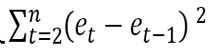 . ∑ₜ₌₂ⁿ(eₜ − eₜ₋₁) ²